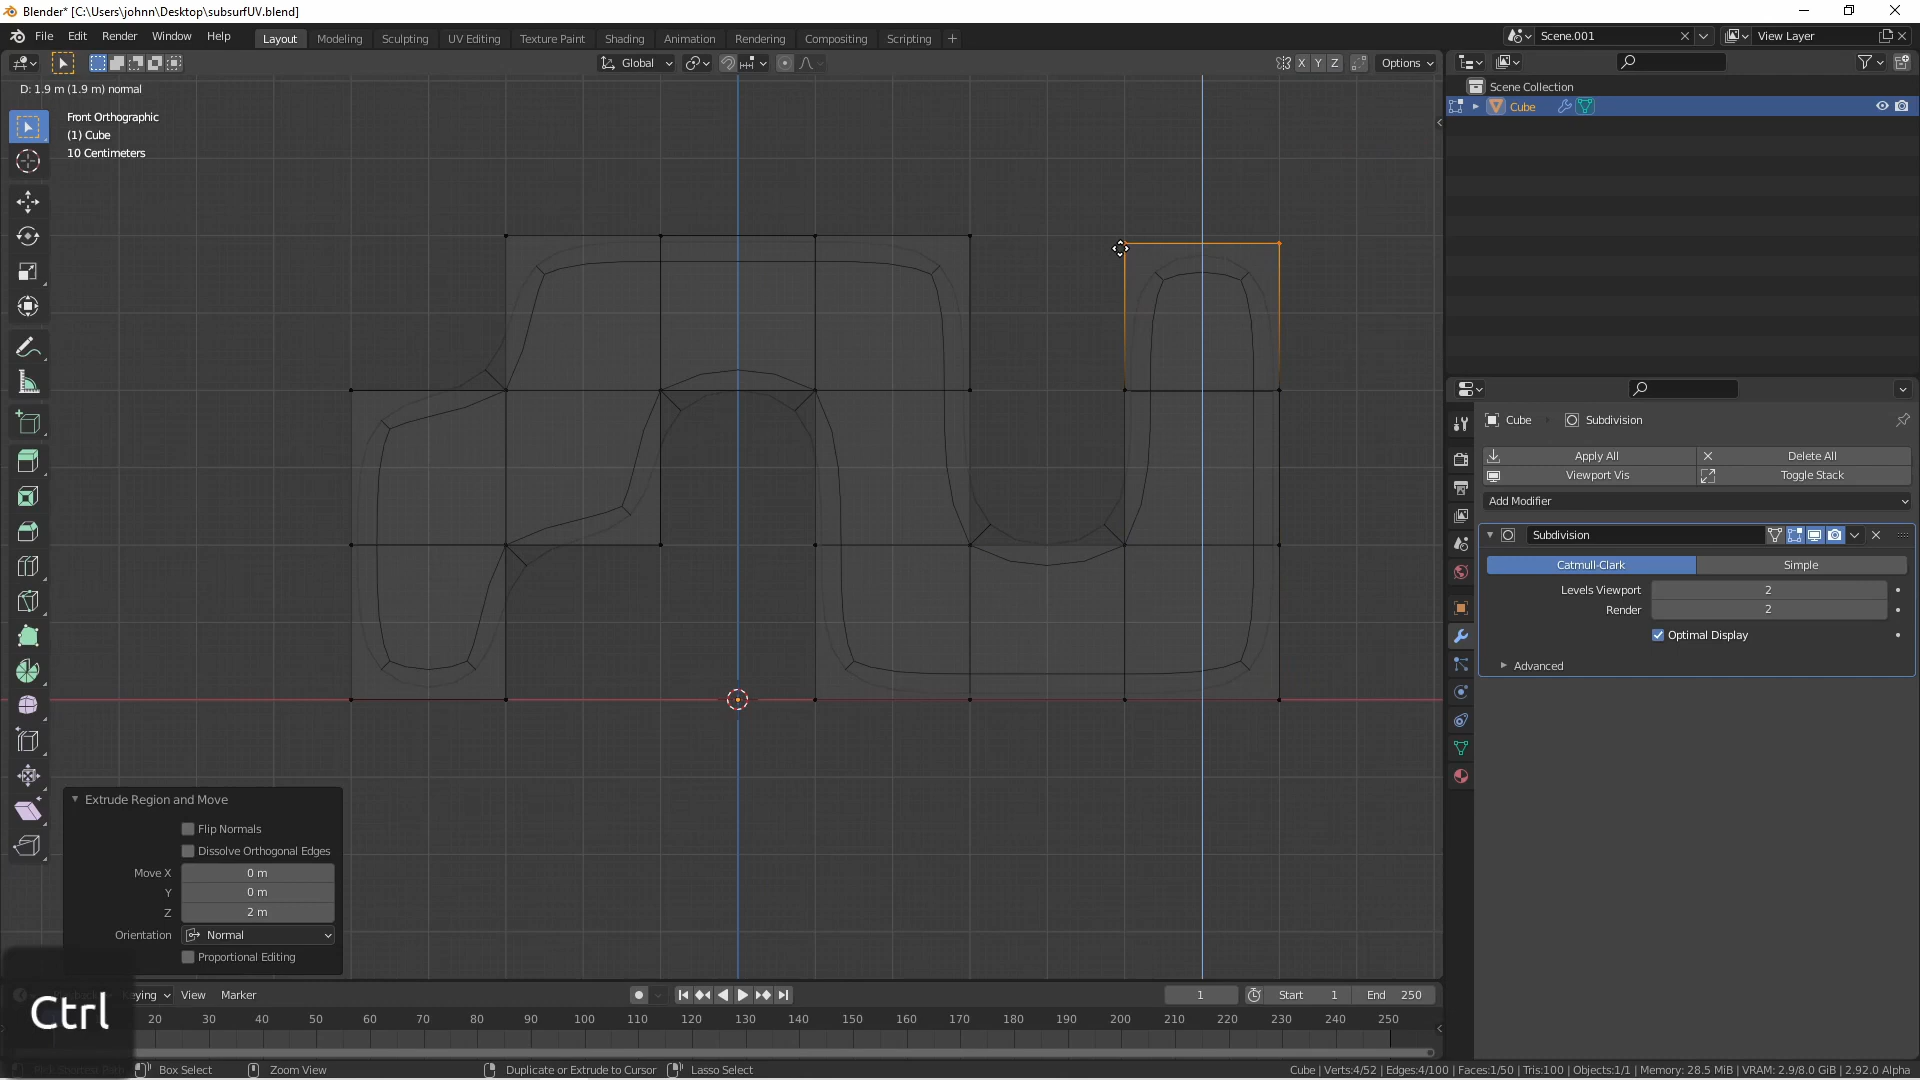 Blender* [C:\Users\johnn\Desktop\subsurfUV.blend]
File Edit Render Window Help
Layout Modeling Sculpting UV Editing Texture Paint Shading Animation Rendering Compositing Scripting
Scene.001
View Layer
Global
X Y Z
Options
D: 1.9 m (1.9 m) normal
Front Orthographic
(1) Cube
10 Centimeters
Scene Collection
Cube
Cube Subdivision
Apply All
Delete All
Viewport Vis
Toggle Stack
Add Modifier
Subdivision
Catmull-Clark
Simple
Levels Viewport 2
Render 2
Optimal Display
Advanced
Extrude Region and Move
Flip Normals
Dissolve Orthogonal Edges
Move X 0 m
Y 0 m
Z 2 m
Orientation Normal
Proportional Editing
Ctrl
View Marker
1
Start 1
End 250
20 30 40 50 60 70 80 90 100 110 120 130 140 150 160 170 180 190 200 210 220 230 240 250
Box Select
Zoom View
Duplicate or Extrude to Cursor
Lasso Select
Cube | Verts:4/52 | Edges:4/100 | Faces:1/50 | Tris:100 | Objects:1/1 | Memory: 28.5 MiB | VRAM: 2.9/8.0 GiB | 2.92.0 Alpha